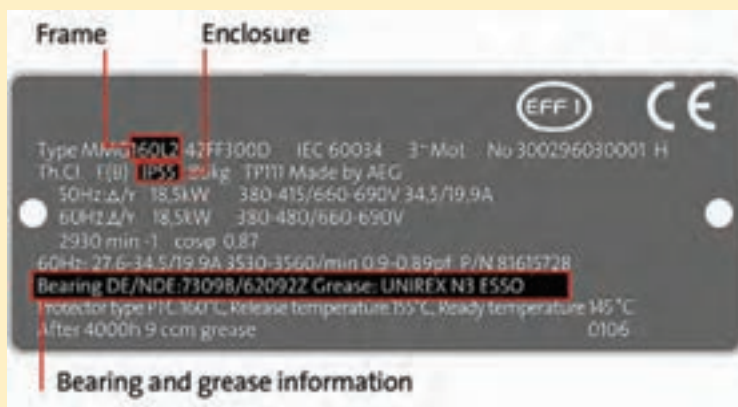 Frame Enclosure
EFF 1 CE
Type MMG160L2 42FF300D IEC 60034 3~Mot No 300296030001 H
Th.Cl. F(B) IP55 kg TP111 Made by AEG
50Hz:Δ/Y 18,5kW 380-415/660-690V 34,5/19,9A
60Hz:Δ/Y 18,5kW 380-480/660-690V
2930 min -1 cosφ 0.87
60Hz: 27.6-34.5/19.9A 3530-3560/min 0.9-0.89pf P/N 81615728
Bearing DE/NDE:7309B/62092Z Grease: UNIREX N3 ESSO
Protector type PTC 160°C, Release temperature 155°C, Ready temperature 145°C
After 4000h 9 ccm grease 0106
Bearing and grease information